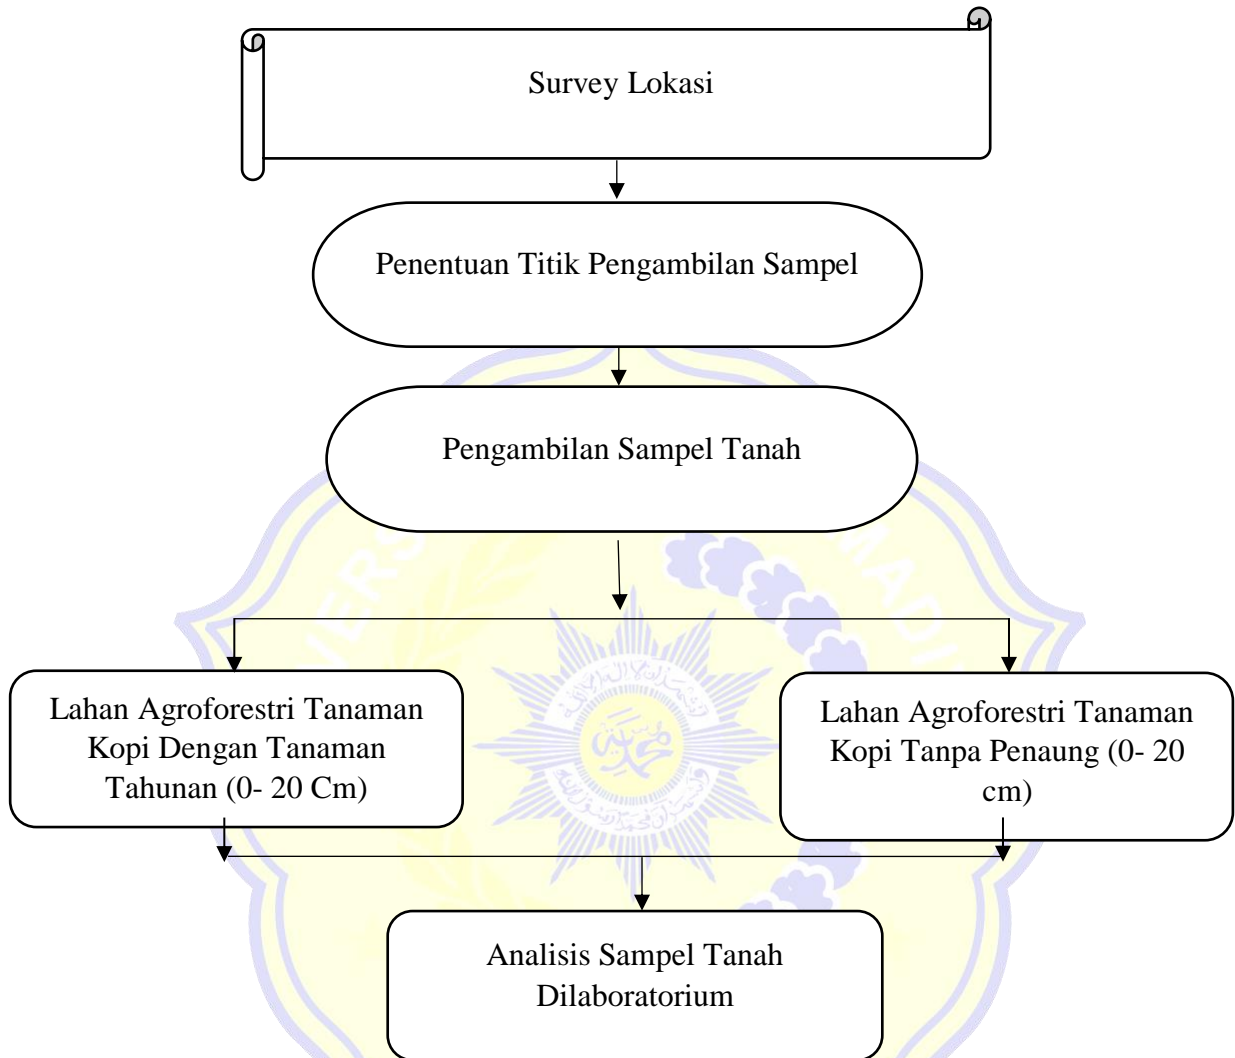 Survey Lokasi
Penentuan Titik Pengambilan Sampel
Pengambilan Sampel Tanah
Lahan Agroforestri Tanaman
Kopi Dengan Tanaman
Tahunan (0- 20 Cm)
Lahan Agroforestri Tanaman
Kopi Tanpa Penaung (0- 20
cm)
Analisis Sampel Tanah
Dilaboratorium